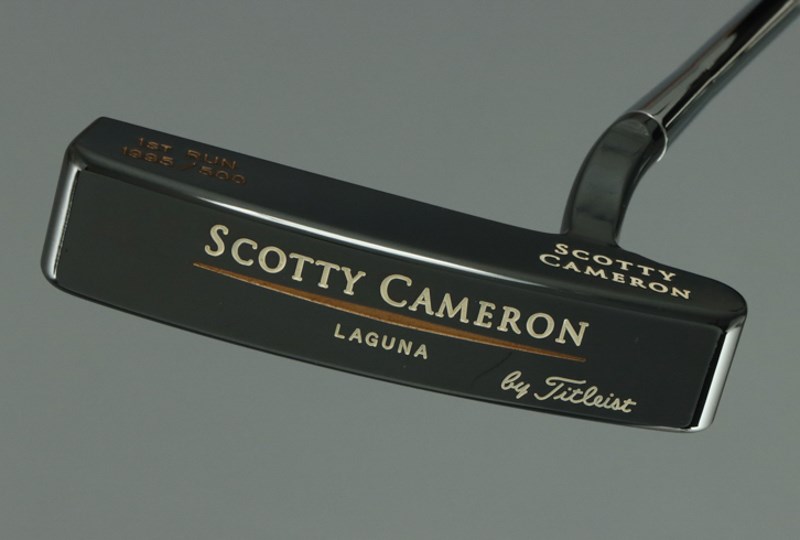 1ST RUN
1995 /500
SCOTTY CAMERON
LAGUNA
by Titleist
SCOTTY
CAMERON